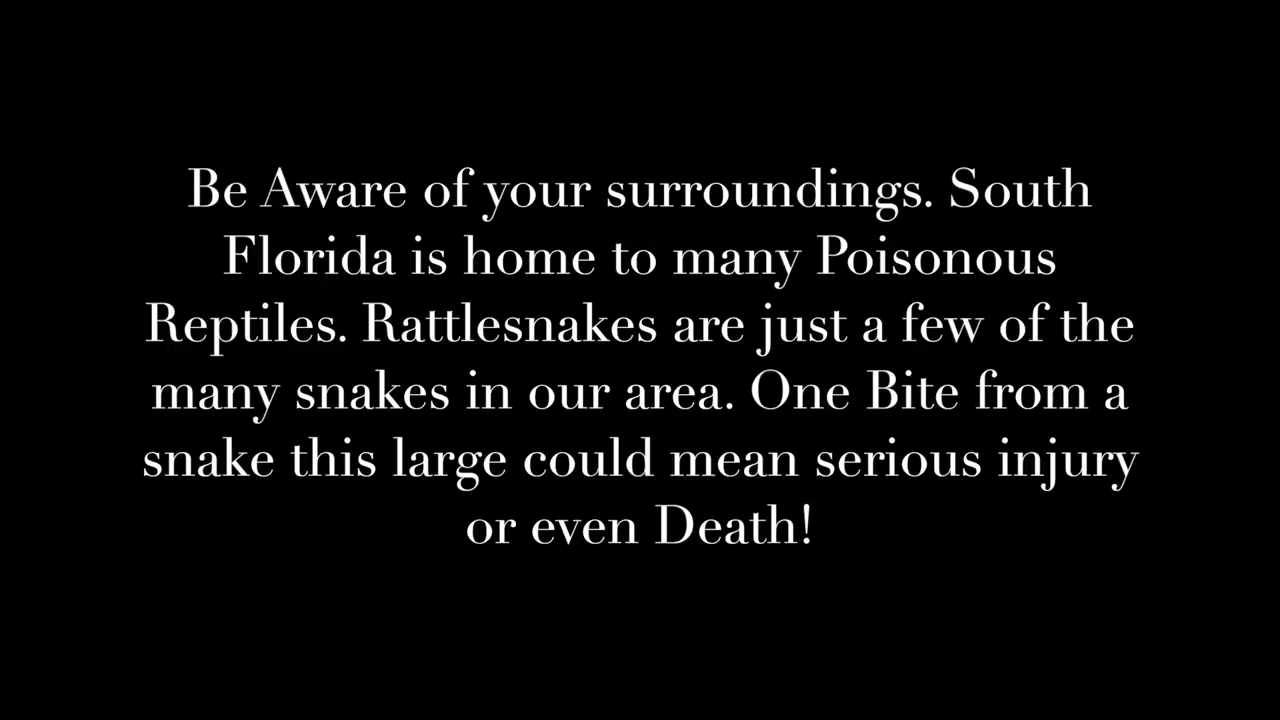 Be Aware of your surroundings. South
Florida is home to many Poisonous
Reptiles. Rattlesnakes are just a few of the
many snakes in our area. One Bite from a
snake this large could mean serious injury
or even Death!